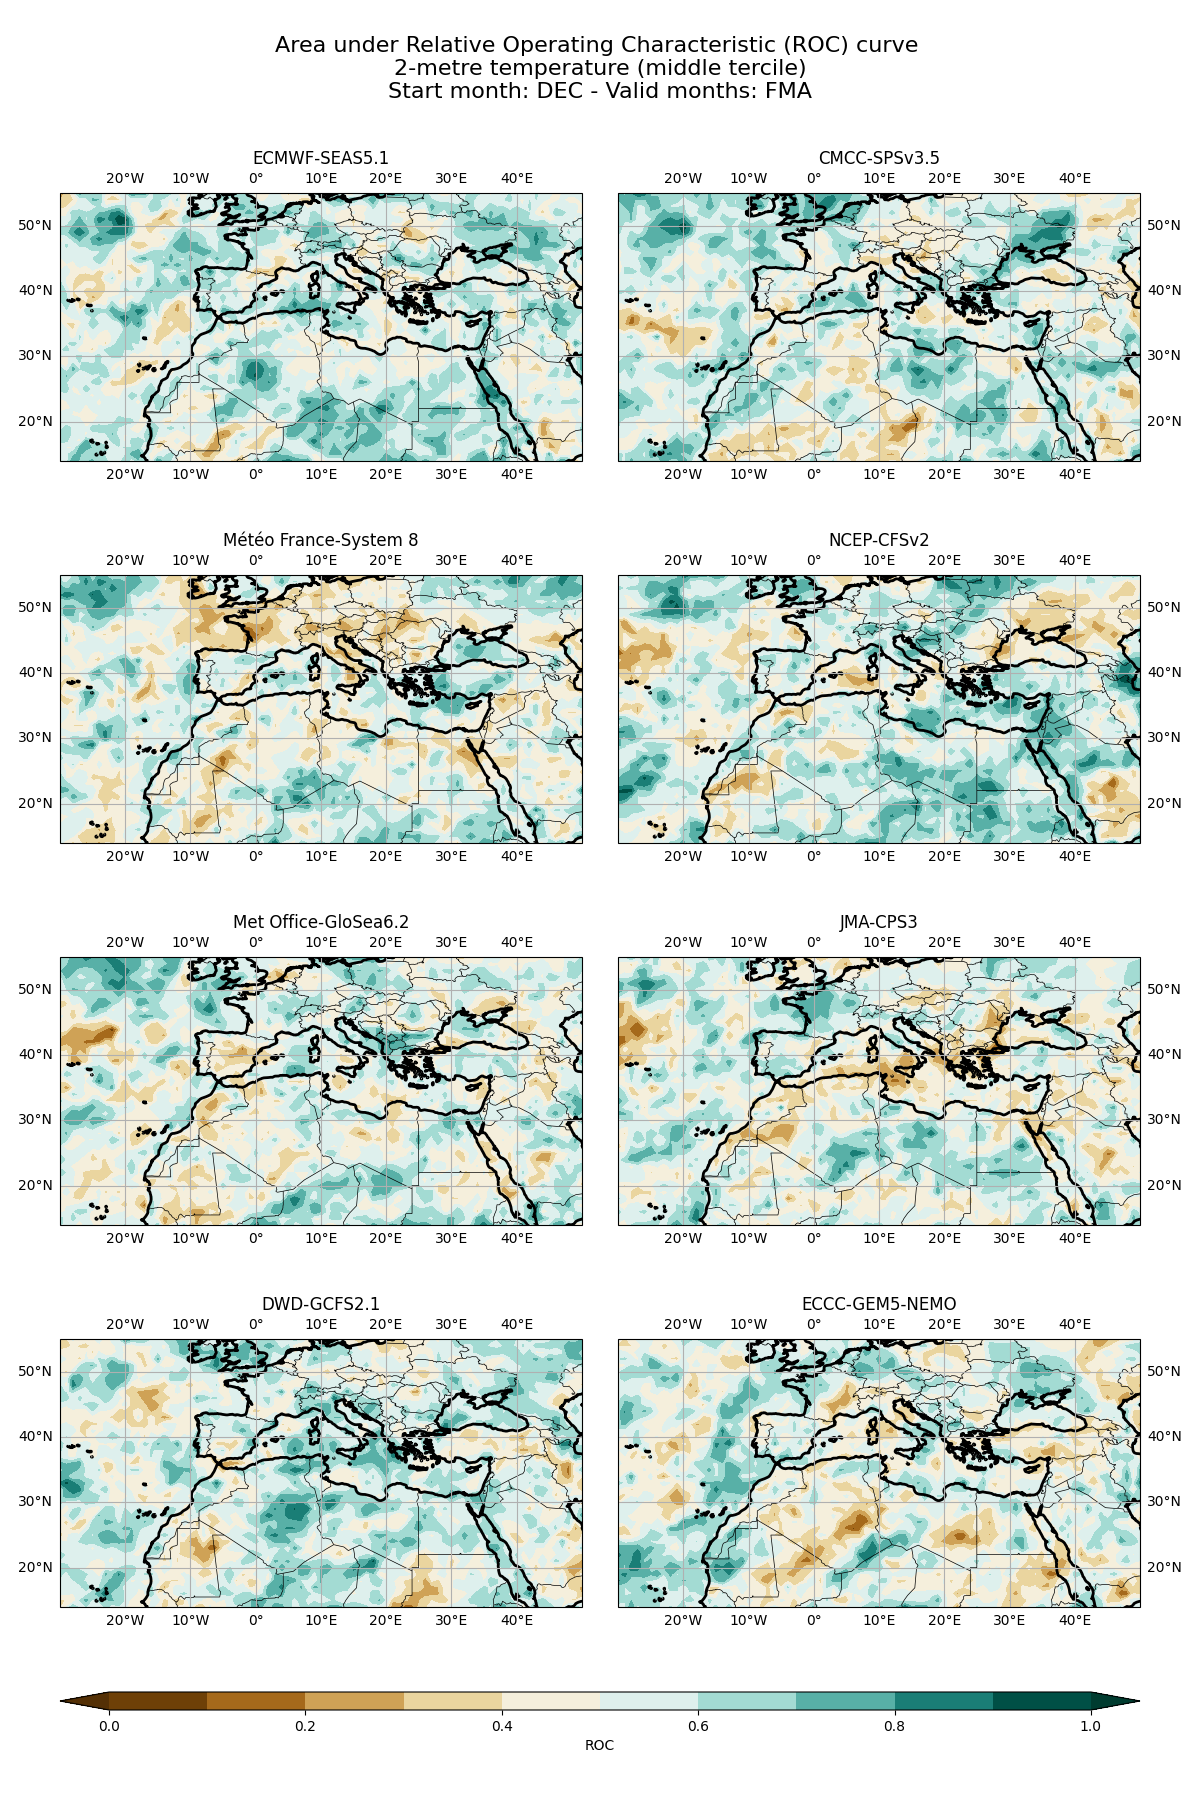 Area under Relative Operating Characteristic (ROC) curve
2-metre temperature (middle tercile)
Start month: DEC - Valid months: FMA
ECMWF-SEAS5.1 CMCC-SPSv3.5
20°W 10°W 0° 10°E 20°E 30°E 40°E 20°W 10°W 0° 10°E 20°E 30°E 40°E
50°N 50°N
40°N 40°N
30°N 30°N
20°N 20°N
20°W 10°W 0° 10°E 20°E 30°E 40°E 20°W 10°W 0° 10°E 20°E 30°E 40°E
Météo France-System 8 NCEP-CFSv2
20°W 10°W 0° 10°E 20°E 30°E 40°E 20°W 10°W 0° 10°E 20°E 30°E 40°E
50°N 50°N
40°N 40°N
30°N 30°N
20°N 20°N
20°W 10°W 0° 10°E 20°E 30°E 40°E 20°W 10°W 0° 10°E 20°E 30°E 40°E
Met Office-GloSea6.2 JMA-CPS3
20°W 10°W 0° 10°E 20°E 30°E 40°E 20°W 10°W 0° 10°E 20°E 30°E 40°E
50°N 50°N
40°N 40°N
30°N 30°N
20°N 20°N
20°W 10°W 0° 10°E 20°E 30°E 40°E 20°W 10°W 0° 10°E 20°E 30°E 40°E
DWD-GCFS2.1 ECCC-GEM5-NEMO
20°W 10°W 0° 10°E 20°E 30°E 40°E 20°W 10°W 0° 10°E 20°E 30°E 40°E
50°N 50°N
40°N 40°N
30°N 30°N
20°N 20°N
20°W 10°W 0° 10°E 20°E 30°E 40°E 20°W 10°W 0° 10°E 20°E 30°E 40°E
0.0 0.2 0.4 0.6 0.8 1.0
ROC